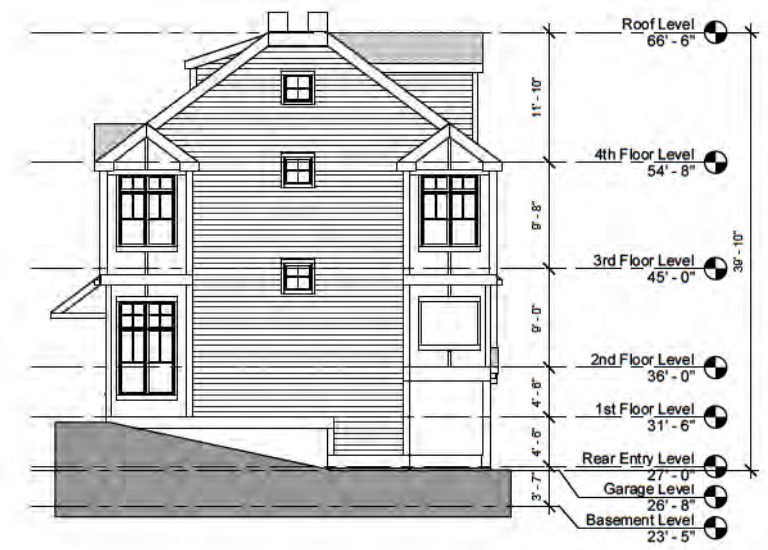 Roof Level
66' - 6"
11' - 10"
4th Floor Level
54' - 8"
9' - 8"
3rd Floor Level
45' - 0"
39' - 10"
9' - 0"
2nd Floor Level
36' - 0"
4' - 6"
1st Floor Level
31' - 6"
4' - 6"
Rear Entry Level
27' - 0"
3' - 7"
Garage Level
26' - 8"
Basement Level
23' - 5"